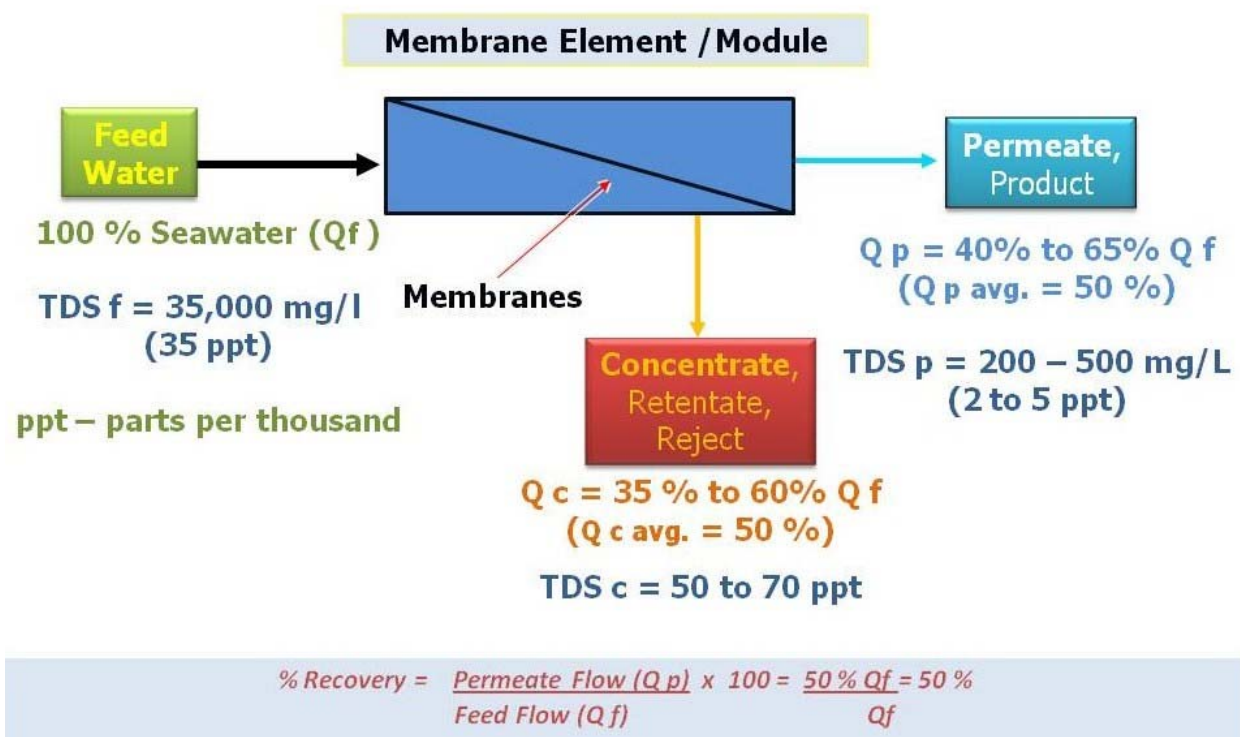 Membrane Element /Module
Feed
Water
100 % Seawater (Qf )
TDS f = 35,000 mg/l
(35 ppt)
ppt – parts per thousand
Membranes
Permeate,
Product
Q p = 40% to 65% Q f
(Q p avg. = 50 %)
TDS p = 200 – 500 mg/L
(2 to 5 ppt)
Concentrate,
Retentate,
Reject
Q c = 35 % to 60% Q f
(Q c avg. = 50 %)
TDS c = 50 to 70 ppt
% Recovery = Permeate Flow (Q p) x 100 = 50 % Qf = 50 %
Feed Flow (Q f) Qf